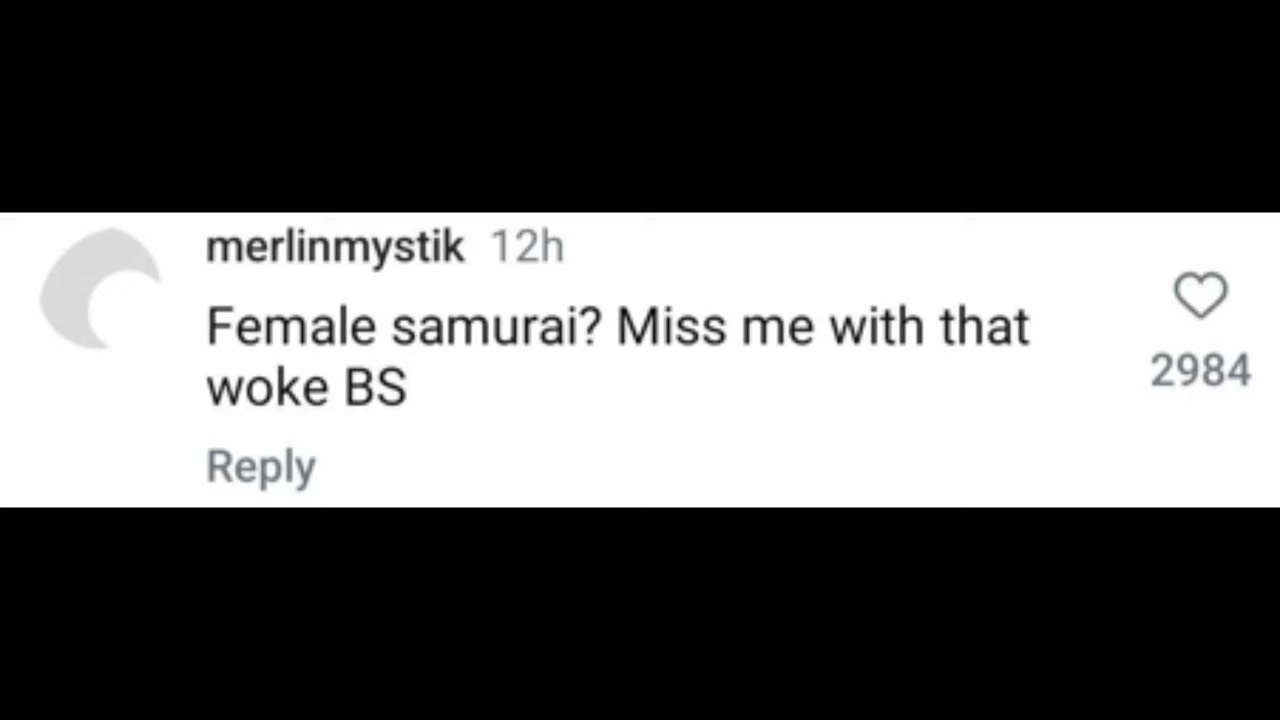 merlinmystik 12h
Female samurai? Miss me with that
woke BS
2984
Reply